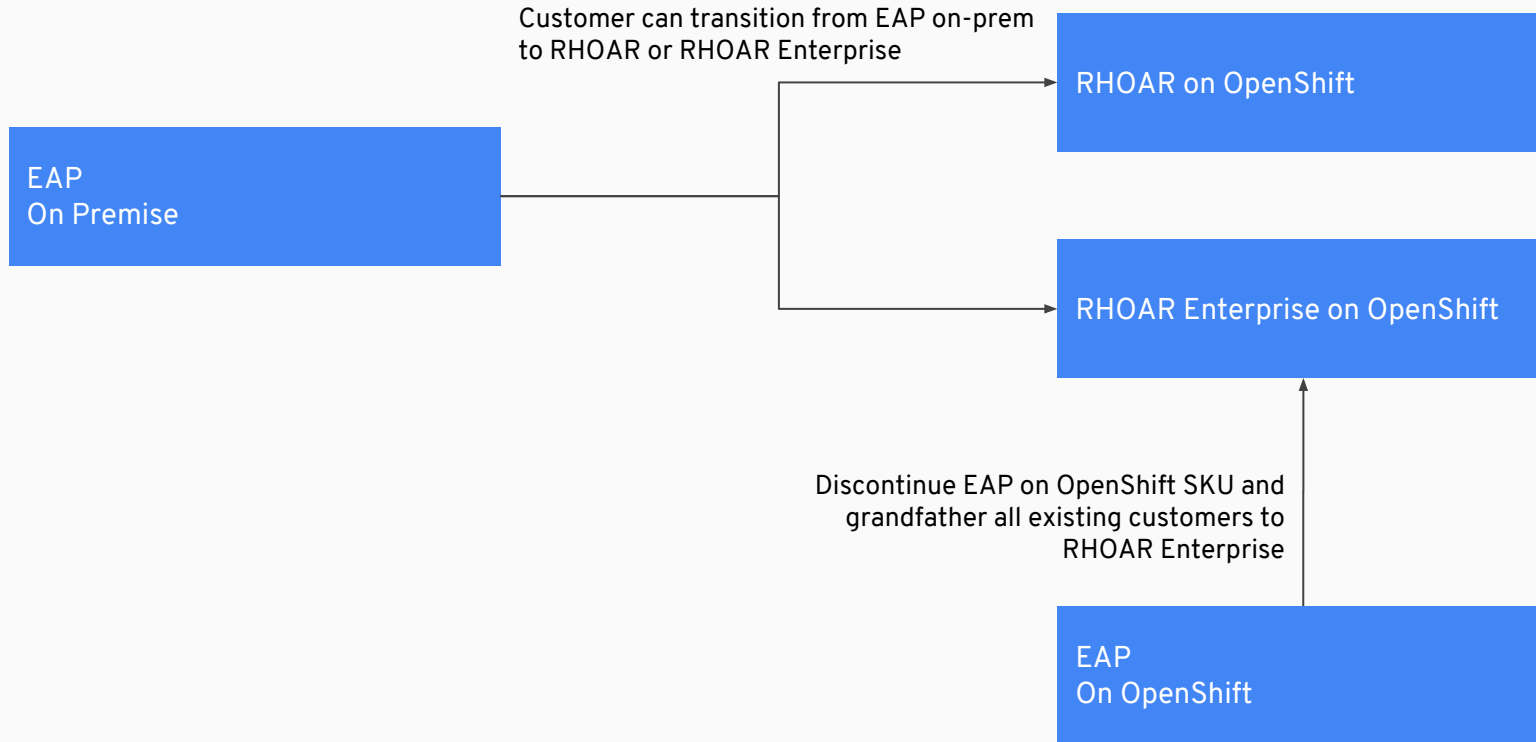 Customer can transition from EAP on-prem
to RHOAR or RHOAR Enterprise
RHOAR on OpenShift
EAP
On Premise
RHOAR Enterprise on OpenShift
Discontinue EAP on OpenShift SKU and
grandfather all existing customers to
RHOAR Enterprise
EAP
On OpenShift